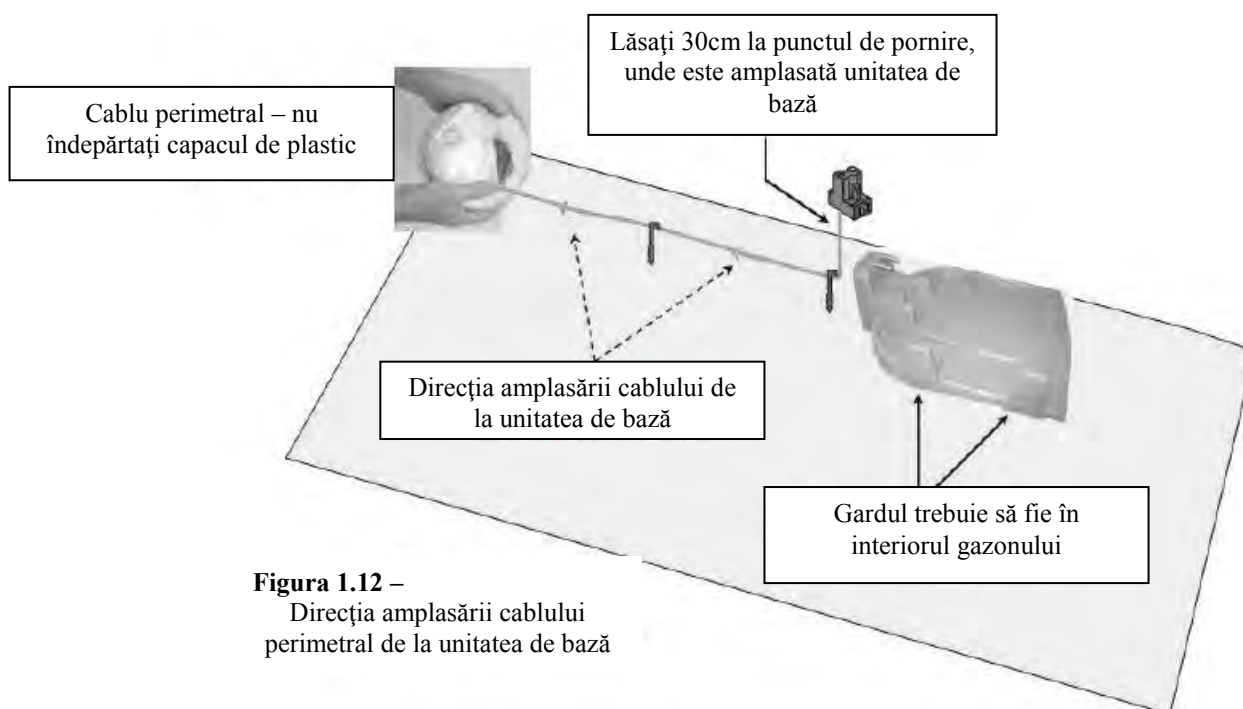 Lăsaţi 30cm la punctul de pornire,
unde este amplasată unitatea de
bază
Cablu perimetral – nu
îndepărtaţi capacul de plastic
Direcţia amplasării cablului de
la unitatea de bază
Gardul trebuie să fie în
interiorul gazonului
Figura 1.12 –
Direcţia amplasării cablului
perimetral de la unitatea de bază